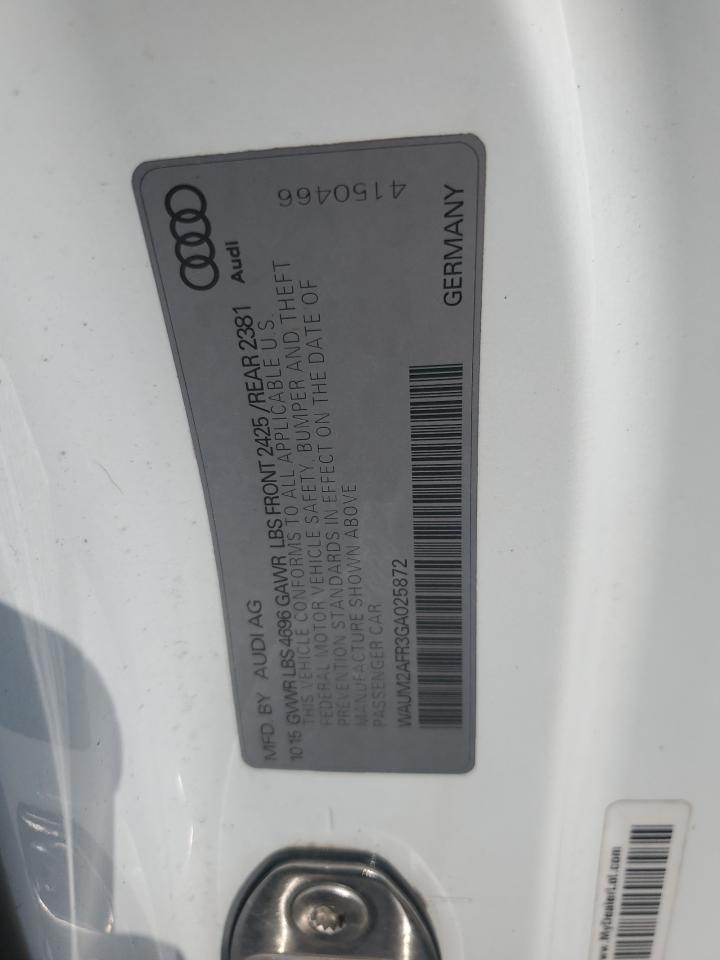 Audi
MFD. BY AUDI AG
10 15 GVWR LBS 4696 GAWR LBS FRONT 2425 / REAR 2381
THIS VEHICLE CONFORMS TO ALL APPLICABLE U.S.
FEDERAL MOTOR VEHICLE SAFETY, BUMPER AND THEFT
PREVENTION STANDARDS IN EFFECT ON THE DATE OF
MANUFACTURE SHOWN ABOVE
PASSENGER CAR
4150466
WAUM2AFR3GA025872
GERMANY
www.MyDealerLot.com